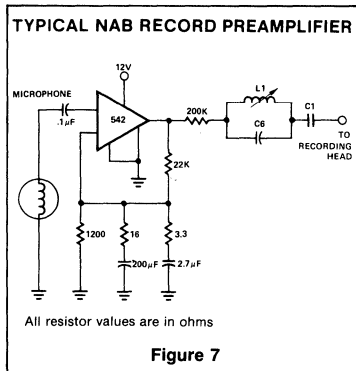 TYPICAL NAB RECORD PREAMPLIFIER
12V
MICROPHONE
.1µF
542
200K
L1
C6
C1
TO
RECORDING
HEAD
22K
1200
16
3.3
200µF
2.7µF
All resistor values are in ohms
Figure 7